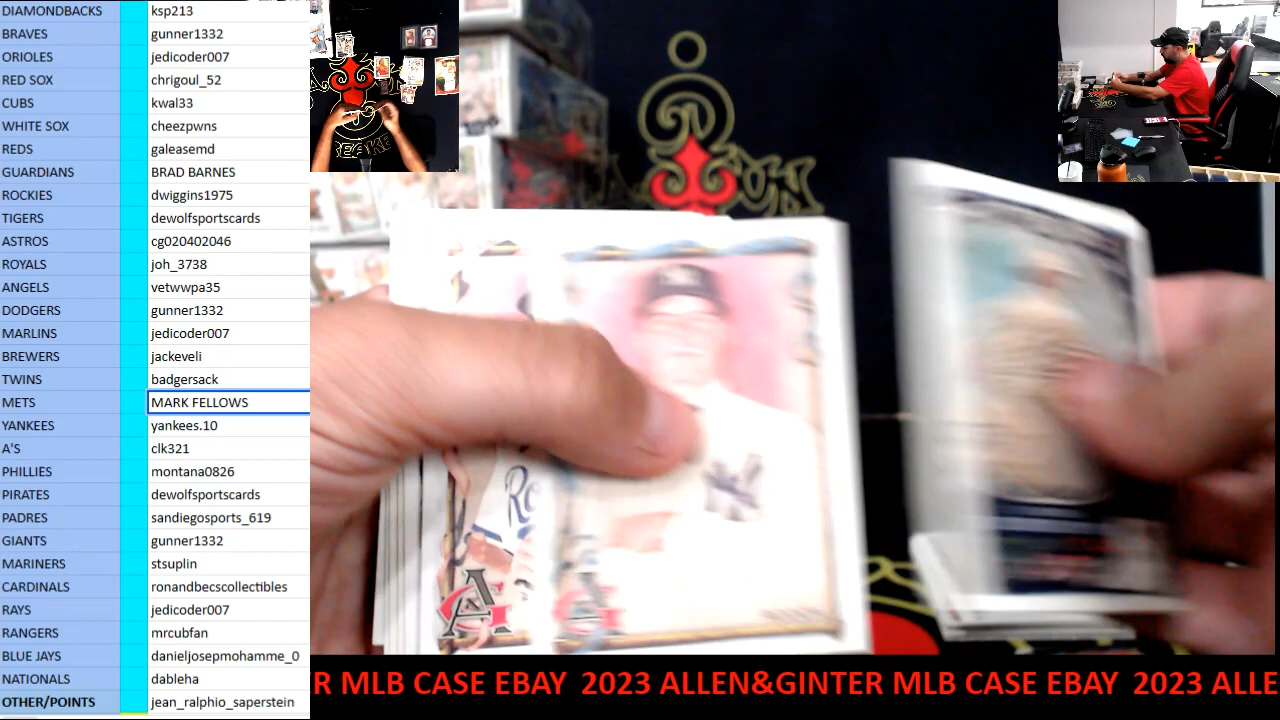 DIAMONDBACKS ksp213
BRAVES gunner1332
ORIOLES jedicoder007
RED SOX chrigoul_52
CUBS kwal33
WHITE SOX cheezpwns
REDS galeasemd
GUARDIANS BRAD BARNES
ROCKIES dwiggins1975
TIGERS dewolfsportscards
ASTROS cg020402046
ROYALS joh_3738
ANGELS vetwwpa35
DODGERS gunner1332
MARLINS jedicoder007
BREWERS jackeveli
TWINS badgersack
METS MARK FELLOWS
YANKEES yankees.10
A'S clk321
PHILLIES montana0826
PIRATES dewolfsportscards
PADRES sandiegosports_619
GIANTS gunner1332
MARINERS stsuplin
CARDINALS ronandbecscollectibles
RAYS jedicoder007
RANGERS mrcubfan
BLUE JAYS danieljosepmohamme_0
NATIONALS dableha
OTHER/POINTS jean_ralphio_saperstein
R MLB CASE EBAY 2023 ALLEN&GINTER MLB CASE EBAY 2023 ALLE